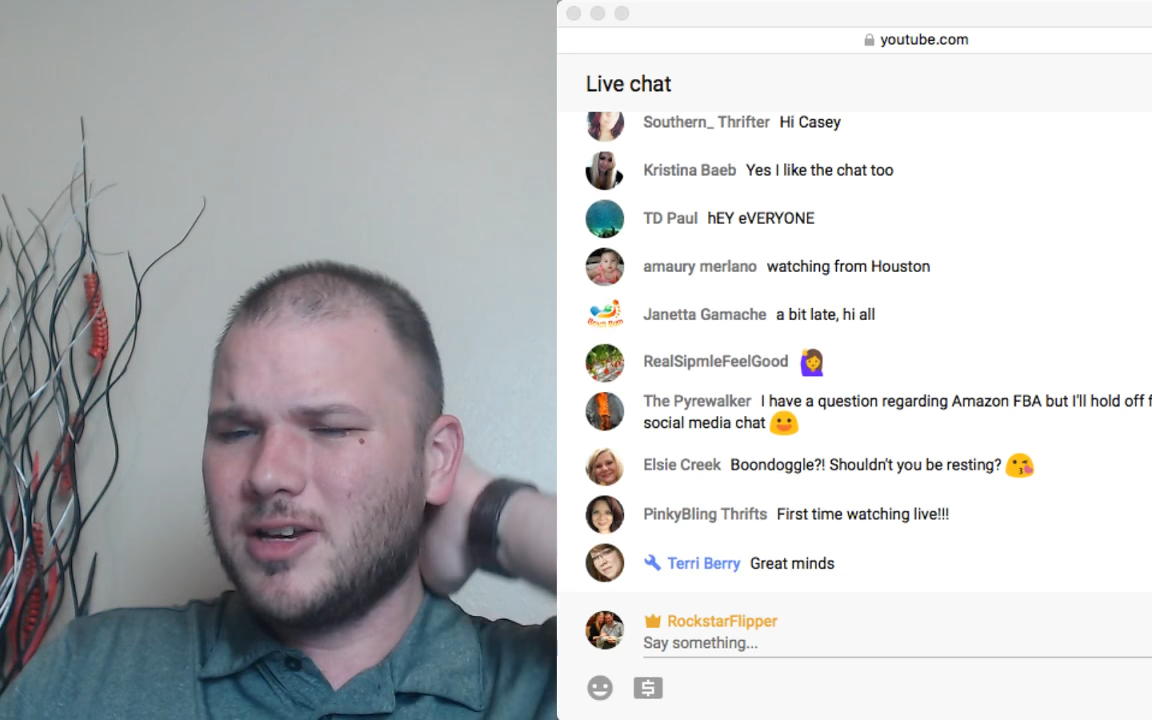 youtube.com
Live chat
Southern_ Thrifter Hi Casey
Kristina Baeb Yes I like the chat too
TD Paul hEY eVERYONE
amaury merlano watching from Houston
Janetta Gamache a bit late, hi all
RealSipmleFeelGood 🙋‍♀️
The Pyrewalker I have a question regarding Amazon FBA but I'll hold off f
social media chat 😃
Elsie Creek Boondoggle?! Shouldn't you be resting? 😘
PinkyBling Thrifts First time watching live!!!
Terri Berry Great minds
RockstarFlipper
Say something...